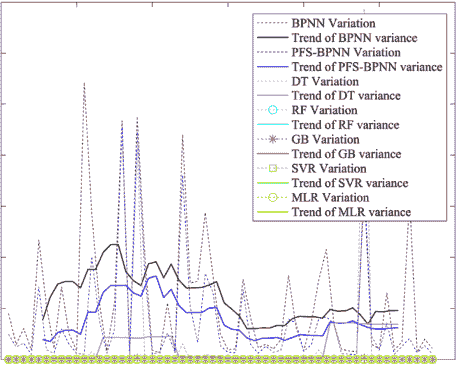 BPNN Variation
Trend of BPNN variance
PFS-BPNN Variation
Trend of PFS-BPNN variance
DT Variation
Trend of DT variance
RF Variation
Trend of RF variance
GB Variation
Trend of GB variance
SVR Variation
Trend of SVR variance
MLR Variation
Trend of MLR variance